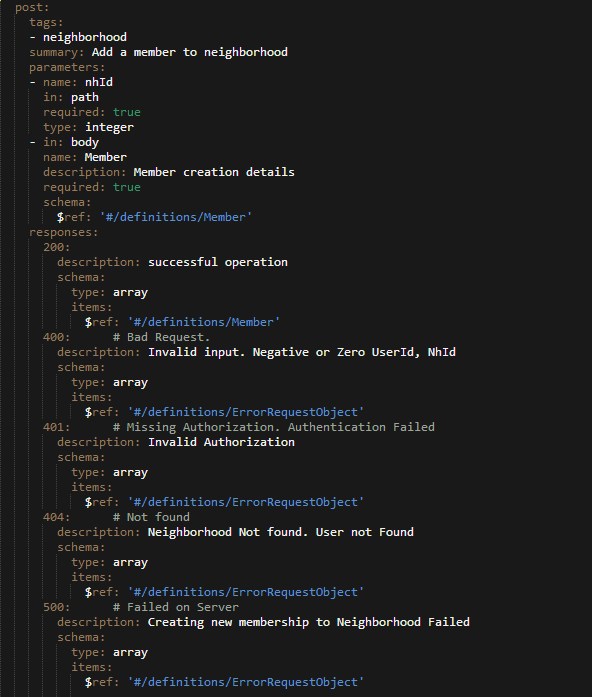 post:
tags:
- neighborhood
summary: Add a member to neighborhood
parameters:
- name: nhId
in: path
required: true
type: integer
- in: body
name: Member
description: Member creation details
required: true
schema:
$ref: '#/definitions/Member'
responses:
200:
description: successful operation
schema:
type: array
items:
$ref: '#/definitions/Member'
400:      # Bad Request.
description: Invalid input. Negative or Zero UserId, NhId
schema:
type: array
items:
$ref: '#/definitions/ErrorRequestObject'
401:      # Missing Authorization. Authentication Failed
description: Invalid Authorization
schema:
type: array
items:
$ref: '#/definitions/ErrorRequestObject'
404:      # Not found
description: Neighborhood Not found. User not Found
schema:
type: array
items:
$ref: '#/definitions/ErrorRequestObject'
500:      # Failed on Server
description: Creating new membership to Neighborhood Failed
schema:
type: array
items:
$ref: '#/definitions/ErrorRequestObject'